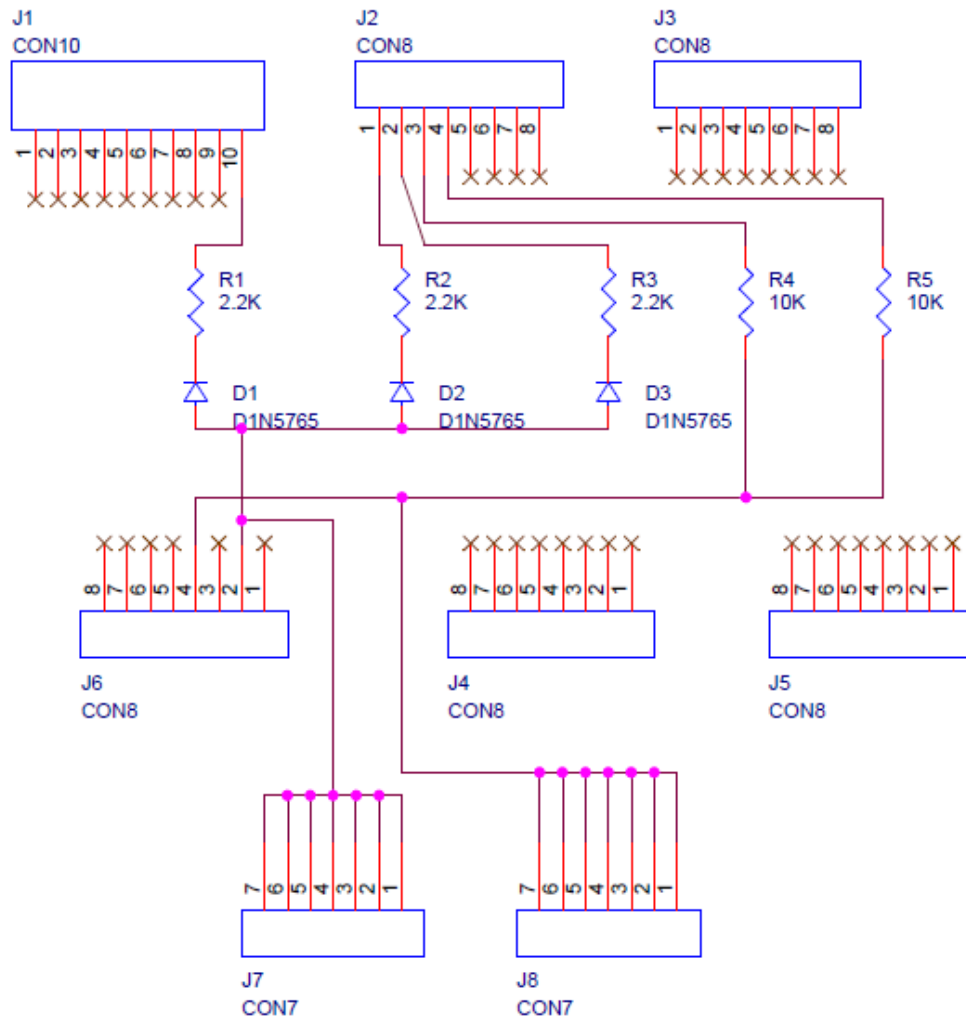 J1
CON10
J2
CON8
J3
CON8
1 2 3 4 5 6 7 8 9 10
1 2 3 4 5 6 7 8
1 2 3 4 5 6 7 8
R1
2.2K
R2
2.2K
R3
2.2K
R4
10K
R5
10K
D1
D1N5765
D2
D1N5765
D3
D1N5765
8 7 6 5 4 3 2 1
8 7 6 5 4 3 2 1
8 7 6 5 4 3 2 1
J6
CON8
J4
CON8
J5
CON8
7 6 5 4 3 2 1
7 6 5 4 3 2 1
J7
CON7
J8
CON7